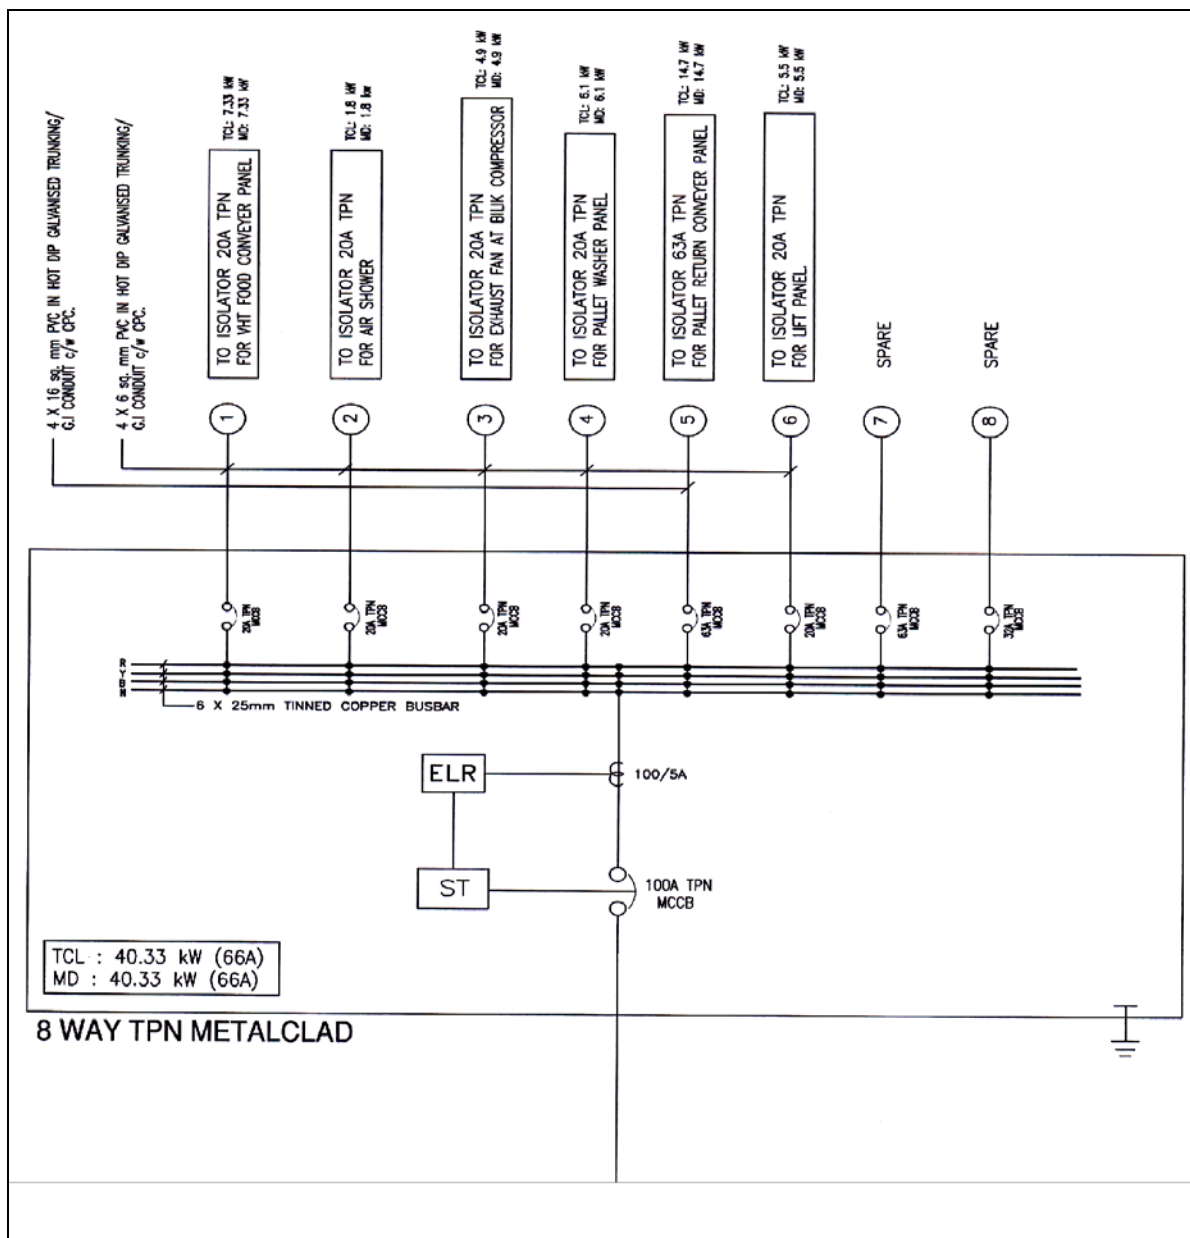 4 X 16 sq. mm PVC IN HOT DIP GALVANISED TRUNKING/
G.I CONDUIT c/w CPC.
4 X 6 sq. mm PVC IN HOT DIP GALVANISED TRUNKING/
G.I CONDUIT c/w CPC.
TCL: 7.33 kW
MD: 7.33 kW
TO ISOLATOR 20A TPN
FOR VHT FOOD CONVEYER PANEL
1
TCL: 1.8 kW
MD: 1.8 kw
TO ISOLATOR 20A TPN
FOR AIR SHOWER
2
TCL: 4.9 kW
MD: 4.9 kW
TO ISOLATOR 20A TPN
FOR EXHAUST FAN AT BILIK COMPRESSOR
3
TCL: 6.1 kW
MD: 6.1 kW
TO ISOLATOR 20A TPN
FOR PALLET WASHER PANEL
4
TCL: 14.7 kW
MD: 14.7 kW
TO ISOLATOR 63A TPN
FOR PALLET RETURN CONVEYER PANEL
5
TCL: 5.5 kW
MD: 5.5 kW
TO ISOLATOR 20A TPN
FOR LIFT PANEL
6
SPARE
7
SPARE
8
20A TPN
MCCB
20A TPN
MCCB
20A TPN
MCCB
20A TPN
MCCB
63A TPN
MCCB
20A TPN
MCCB
63A TPN
MCCB
32A TPN
MCCB
R
Y
B
N
6 X 25mm TINNED COPPER BUSBAR
ELR
100/5A
ST
100A TPN
MCCB
TCL : 40.33 kW (66A)
MD : 40.33 kW (66A)
8 WAY TPN METALCLAD